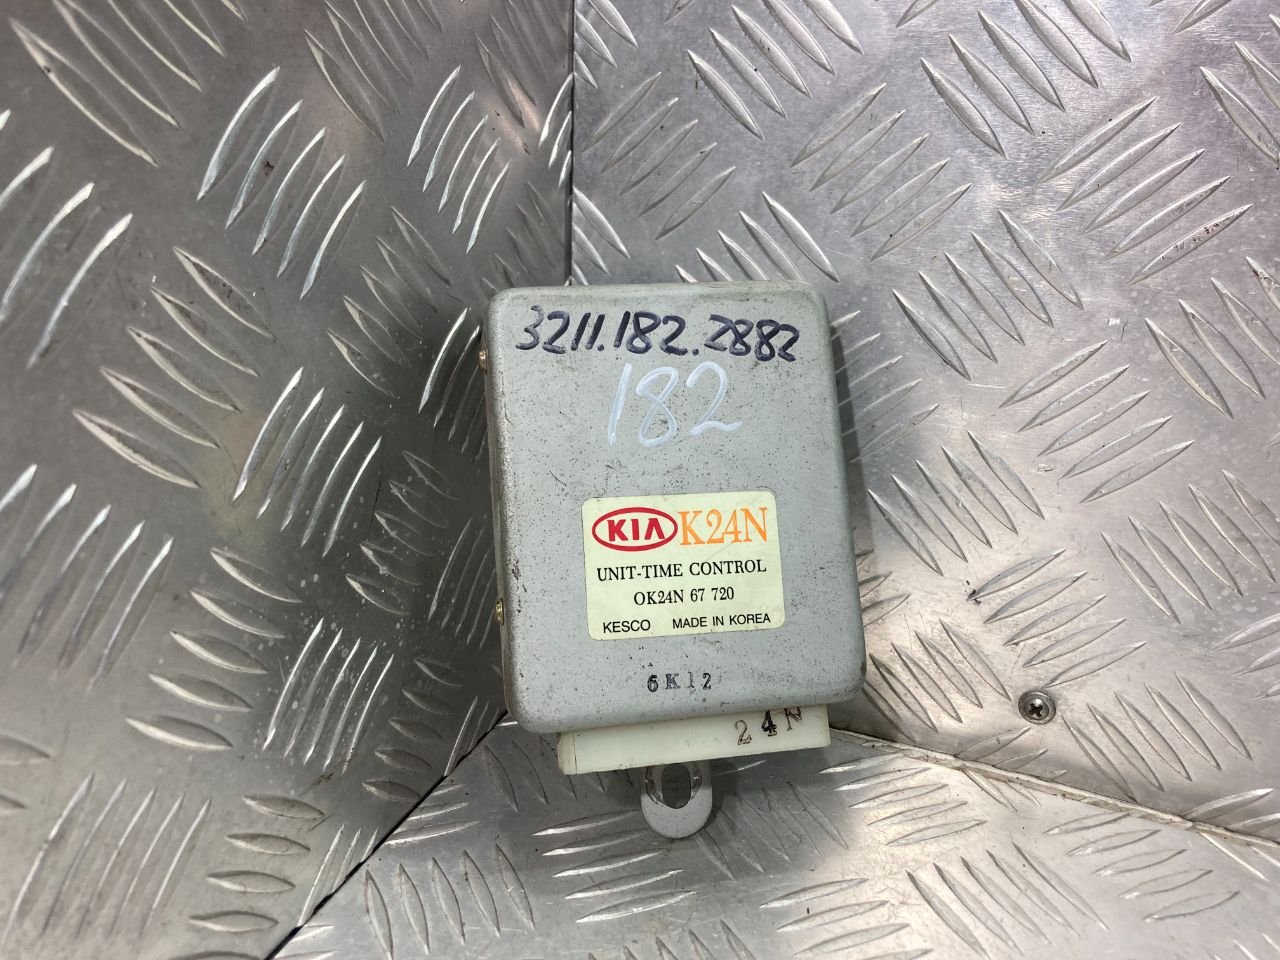 3211.182.2882
182
KIA K24N
UNIT-TIME CONTROL
OK24N 67 720
KESCO MADE IN KOREA
6K12
24N